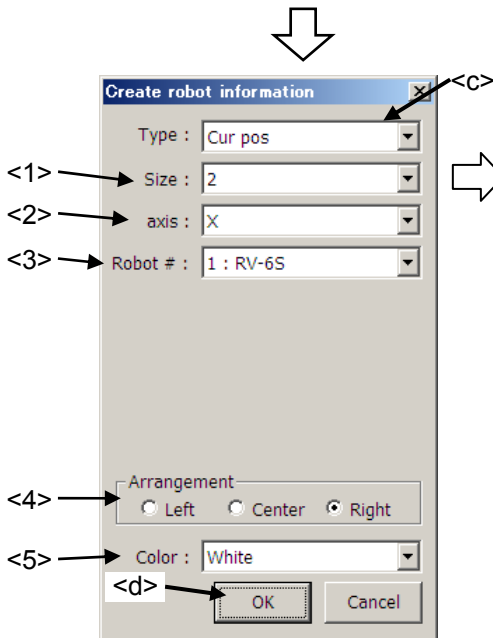 Create robot information
<c>
Type : Cur pos
<1> Size : 2
<2> axis : X
<3> Robot # : 1 : RV-6S
Arrangement
<4> Left Center Right
<5> Color : White
<d> OK Cancel